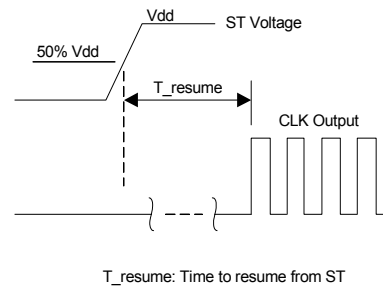 Vdd
ST Voltage
50% Vdd
T_resume
CLK Output
T_resume: Time to resume from ST